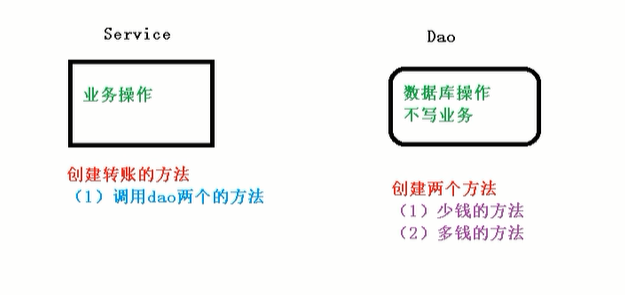 Service
业务操作
创建转账的方法
（1）调用dao两个的方法
Dao
数据库操作
不写业务
创建两个方法
（1）少钱的方法
（2）多钱的方法